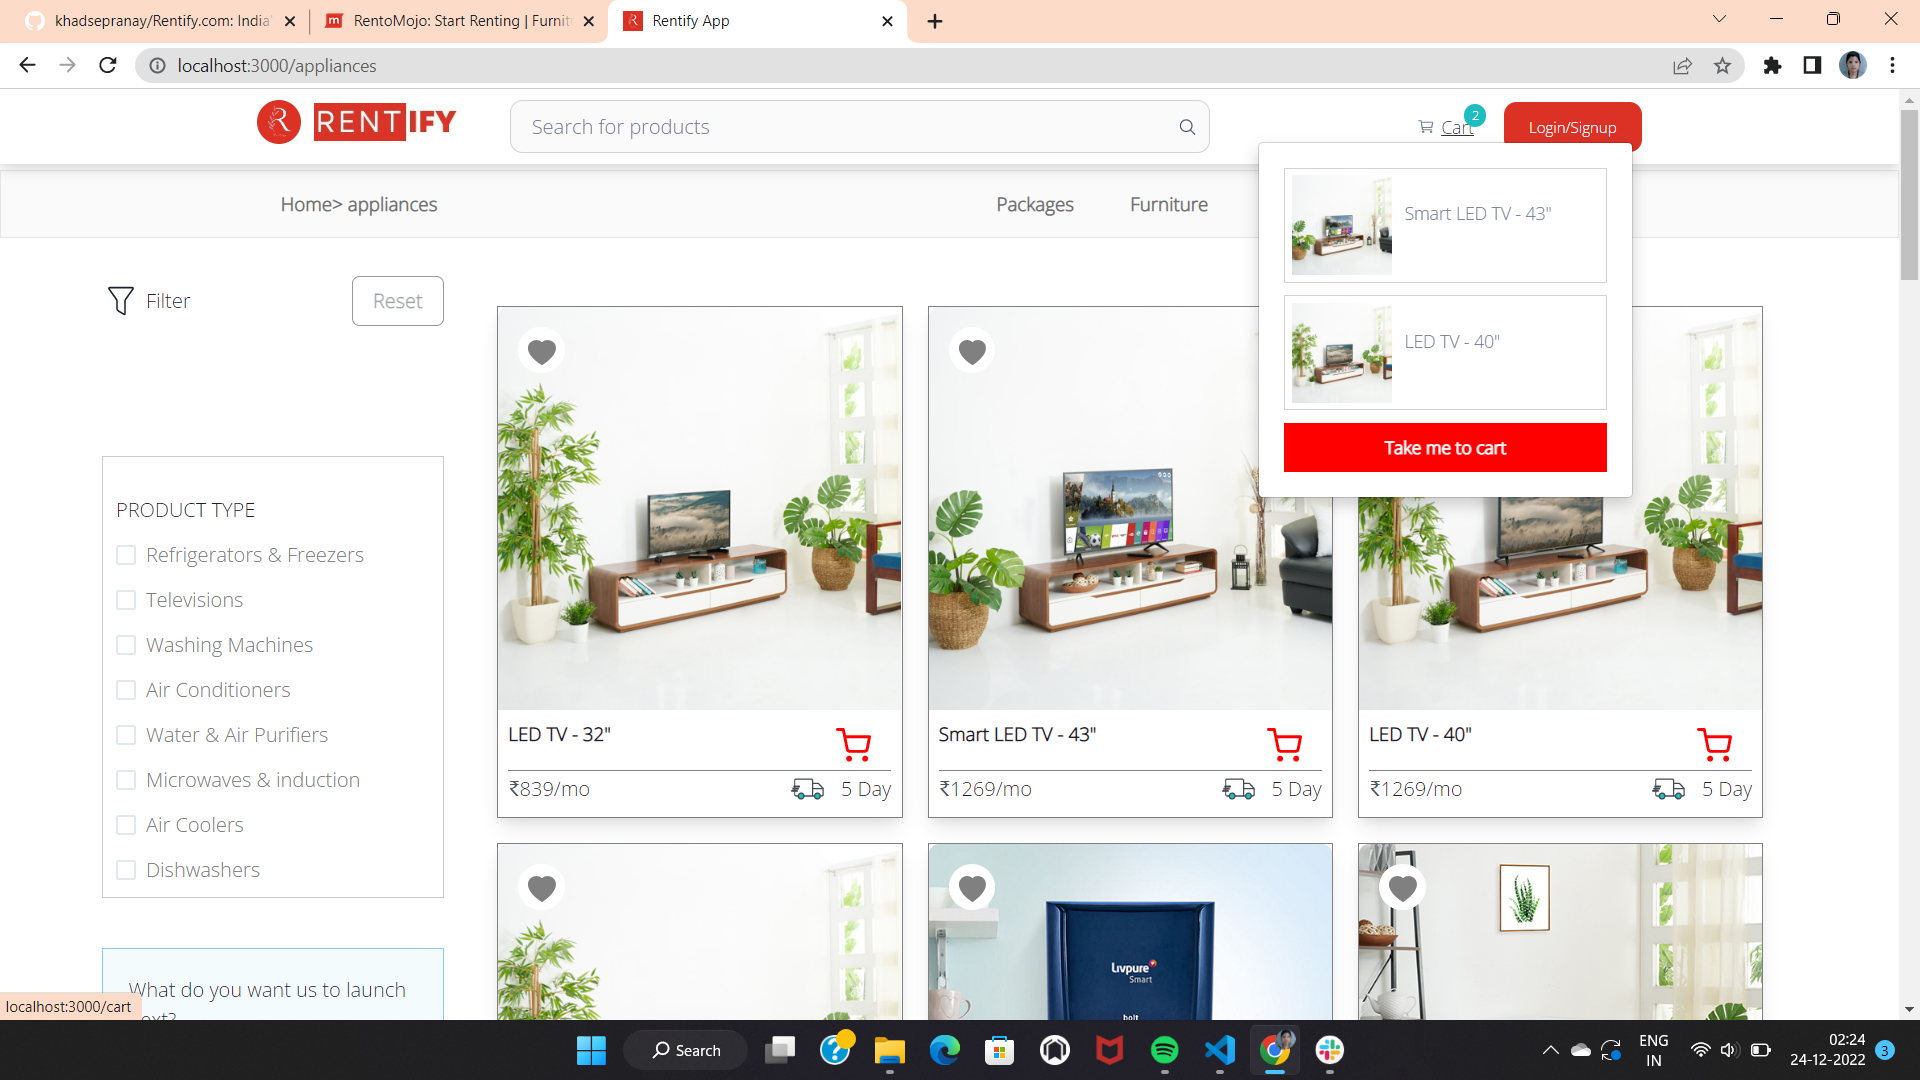 khadsepranay/Rentify.com: India'
RentoMojo: Start Renting | Furnit
Rentify App
localhost:3000/appliances
RENTIFY
Search for products
Cart
2
Login/Signup
Home> appliances
Packages
Furniture
Smart LED TV - 43"
LED TV - 40"
Take me to cart
Filter
Reset
PRODUCT TYPE
Refrigerators & Freezers
Televisions
Washing Machines
Air Conditioners
Water & Air Purifiers
Microwaves & induction
Air Coolers
Dishwashers
LED TV - 32"
₹839/mo
5 Day
Smart LED TV - 43"
₹1269/mo
5 Day
LED TV - 40"
₹1269/mo
5 Day
Livpure
Smart
bolt
What do you want us to launch
localhost:3000/cart
Search
ENG
IN
02:24
24-12-2022
3